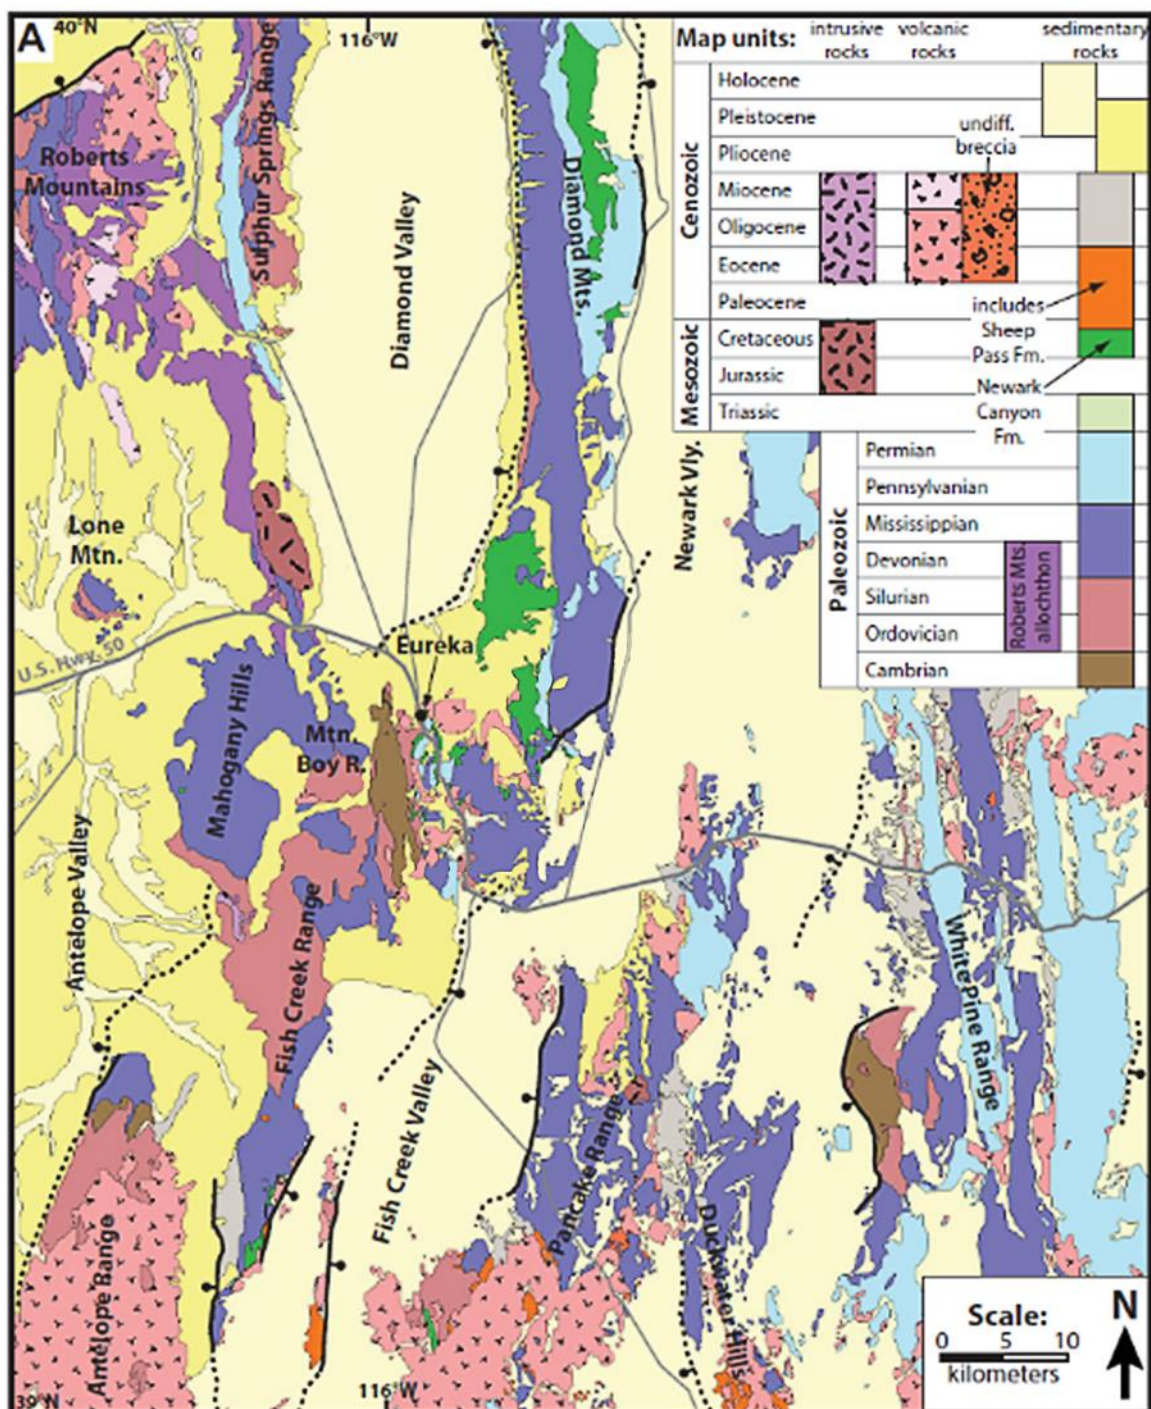 A
40°N
116°W
Map units:
intrusive
rocks
volcanic
rocks
sedimentary
rocks
Cenozoic
Holocene
Pleistocene
Pliocene
Miocene
Oligocene
Eocene
Paleocene
undiff.
breccia
includes
Sheep
Pass Fm.
Newark
Canyon
Fm.
Mesozoic
Cretaceous
Jurassic
Triassic
Paleozoic
Permian
Pennsylvanian
Mississippian
Devonian
Silurian
Ordovician
Cambrian
Roberts Mts.
allochthon
Roberts
Mountains
Sulphur Springs Range
Diamond Valley
Diamond Mts.
Newark Vly.
Lone
Mtn.
U.S. Hwy. 50
Eureka
Mahogany Hills
Mtn.
Boy R.
Antelope Valley
Fish Creek Range
White Pine Range
Fish Creek Valley
Pancake Range
Duckwater Hills
Antelope Range
39°N
116°W
Scale:
0 5 10
kilometers
N